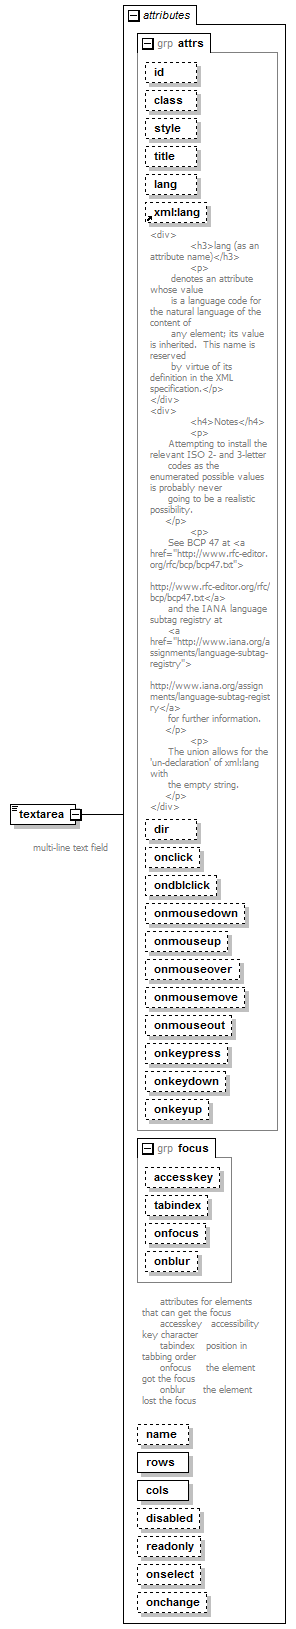 attributes
grp attrs
id
class
style
title
lang
xml:lang
<div>
<h3>lang (as an
attribute name)</h3>
<p>
denotes an attribute
whose value
is a language code for
the natural language of the
content of
any element; its value
is inherited.  This name is
reserved
by virtue of its
definition in the XML
specification.</p>
</div>
<div>
<h4>Notes</h4>
<p>
Attempting to install the
relevant ISO 2- and 3-letter
codes as the
enumerated possible values
is probably never
going to be a realistic
possibility.
</p>
<p>
See BCP 47 at <a
href="http://www.rfc-editor.
org/rfc/bcp/bcp47.txt">
http://www.rfc-editor.org/rfc/
bcp/bcp47.txt</a>
and the IANA language
subtag registry at
<a
href="http://www.iana.org/a
ssignments/language-subtag-
registry">
http://www.iana.org/assign
ments/language-subtag-regist
ry</a>
for further information.
</p>
<p>
The union allows for the
'un-declaration' of xml:lang
with
the empty string.
</p>
</div>
textarea
multi-line text field
dir
onclick
ondblclick
onmousedown
onmouseup
onmouseover
onmousemove
onmouseout
onkeypress
onkeydown
onkeyup
grp focus
accesskey
tabindex
onfocus
onblur
attributes for elements
that can get the focus
accesskey   accessibility
key character
tabindex   position in
tabbing order
onfocus   the element
got the focus
onblur   the element
lost the focus
name
rows
cols
disabled
readonly
onselect
onchange